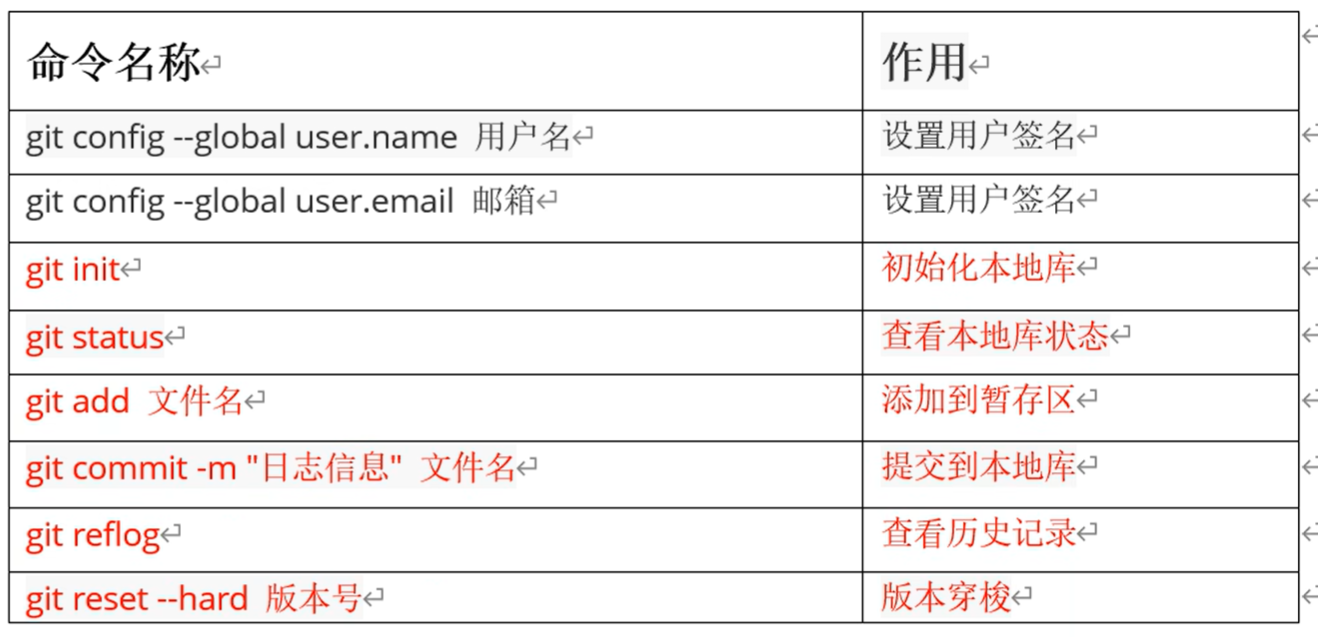 命令名称 作用
git config --global user.name 用户名 设置用户签名
git config --global user.email 邮箱 设置用户签名
git init 初始化本地库
git status 查看本地库状态
git add 文件名 添加到暂存区
git commit -m "日志信息" 文件名 提交到本地库
git reflog 查看历史记录
git reset --hard 版本号 版本穿梭